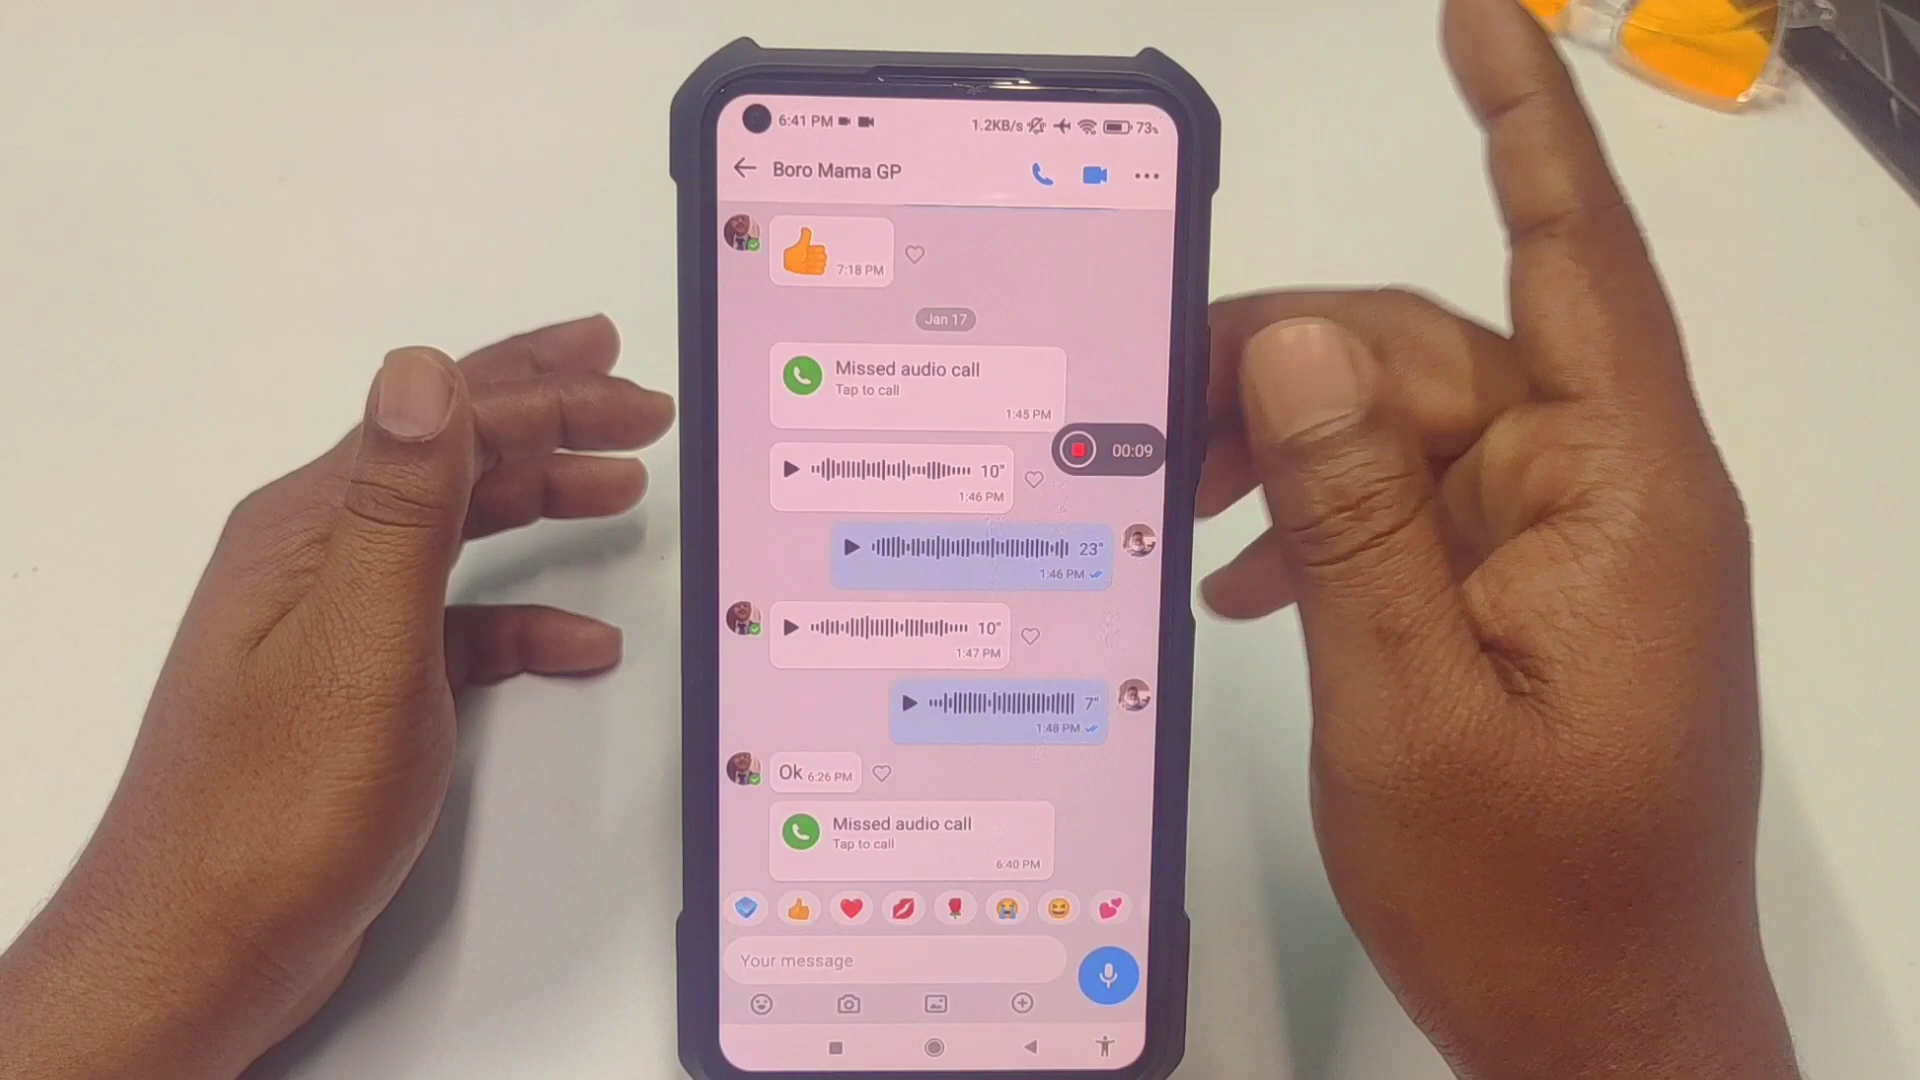 6:41 PM
1.2KB/s
73%
Boro Mama GP
7:18 PM
Jan 17
Missed audio call
Tap to call
1:45 PM
00:09
10"
1:46 PM
23"
1:46 PM
10"
1:47 PM
7"
1:48 PM
Ok 6:26 PM
Missed audio call
Tap to call
6:40 PM
Your message